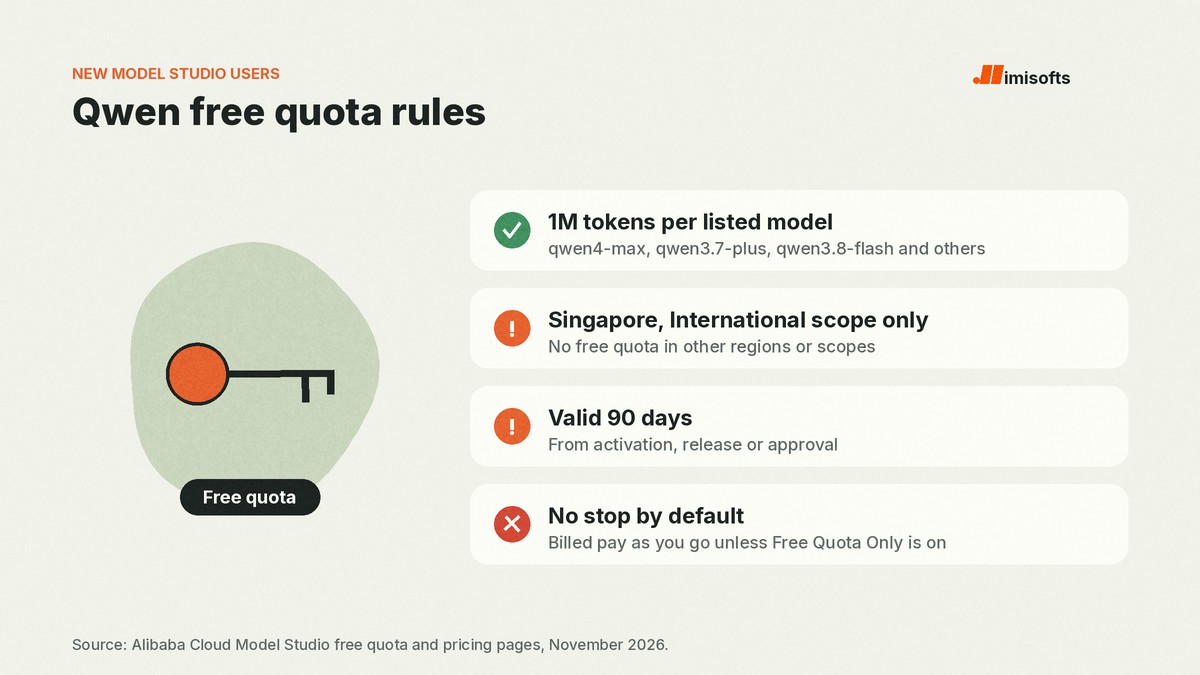 NEW MODEL STUDIO USERS
Qwen free quota rules
imisofts
1M tokens per listed model
qwen4-max, qwen3.7-plus, qwen3.8-flash and others
Singapore, International scope only
No free quota in other regions or scopes
Valid 90 days
From activation, release or approval
No stop by default
Billed pay as you go unless Free Quota Only is on
Free quota
Source: Alibaba Cloud Model Studio free quota and pricing pages, November 2026.